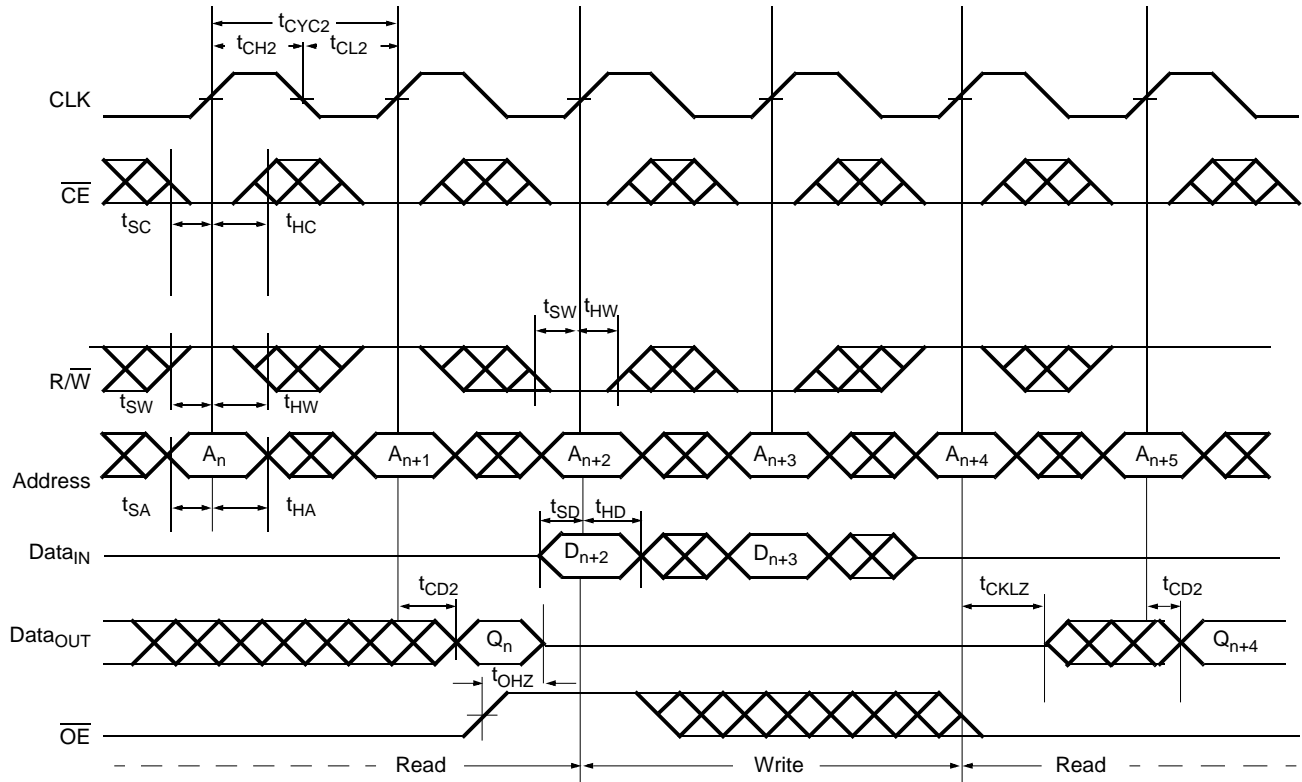 tCYC2
tCH2 tCL2
CLK
CE
tSC tHC
tSW tHW
R/W
tSW tHW
An An+1 An+2 An+3 An+4 An+5
Address
tSA tHA tSD tHD
DataIN Dn+2 Dn+3
tCD2 tCKLZ tCD2
DataOUT Qn Qn+4
tOHZ
OE
Read Write Read